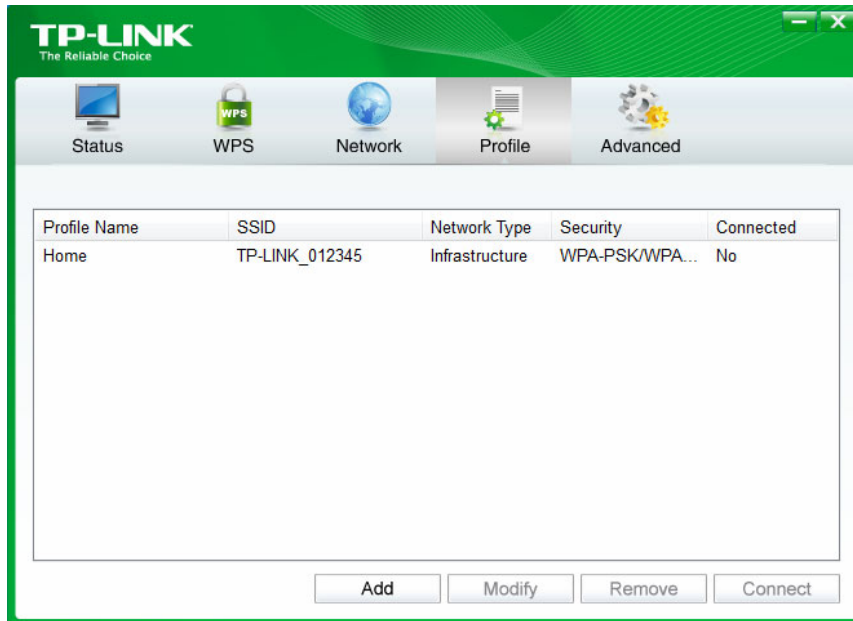 TP-LINK
The Reliable Choice
WPS
Status WPS Network Profile Advanced
Profile Name SSID Network Type Security Connected
Home TP-LINK_012345 Infrastructure WPA-PSK/WPA... No
Add Modify Remove Connect